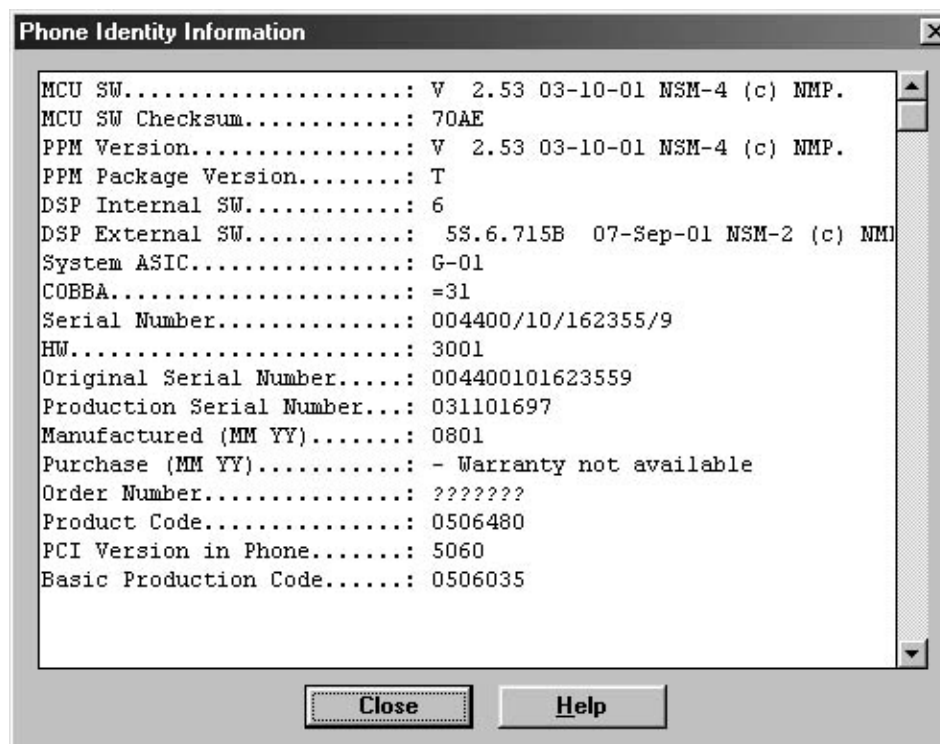 Phone Identity Information
MCU SW.......................: V  2.53 03-10-01 NSM-4 (c) NMP.
MCU SW Checksum............: 70AE
PPM Version................: V  2.53 03-10-01 NSM-4 (c) NMP.
PPM Package Version........: T
DSP Internal SW............: 6
DSP External SW............:  5S.6.715B  07-Sep-01 NSM-2 (c)
System ASIC................: G-01
COBBA......................: =31
Serial Number..............: 004400/10/162355/9
HW.........................: 3001
Original Serial Number.....: 004400101623559
Production Serial Number...: 031101697
Manufactured (MM YY).......: 0801
Purchase (MM YY)...........: - Warranty not available
Order Number...............: ???????
Product Code...............: 0506480
PCI Version in Phone.......: 5060
Basic Production Code......: 0506035
Close
Help